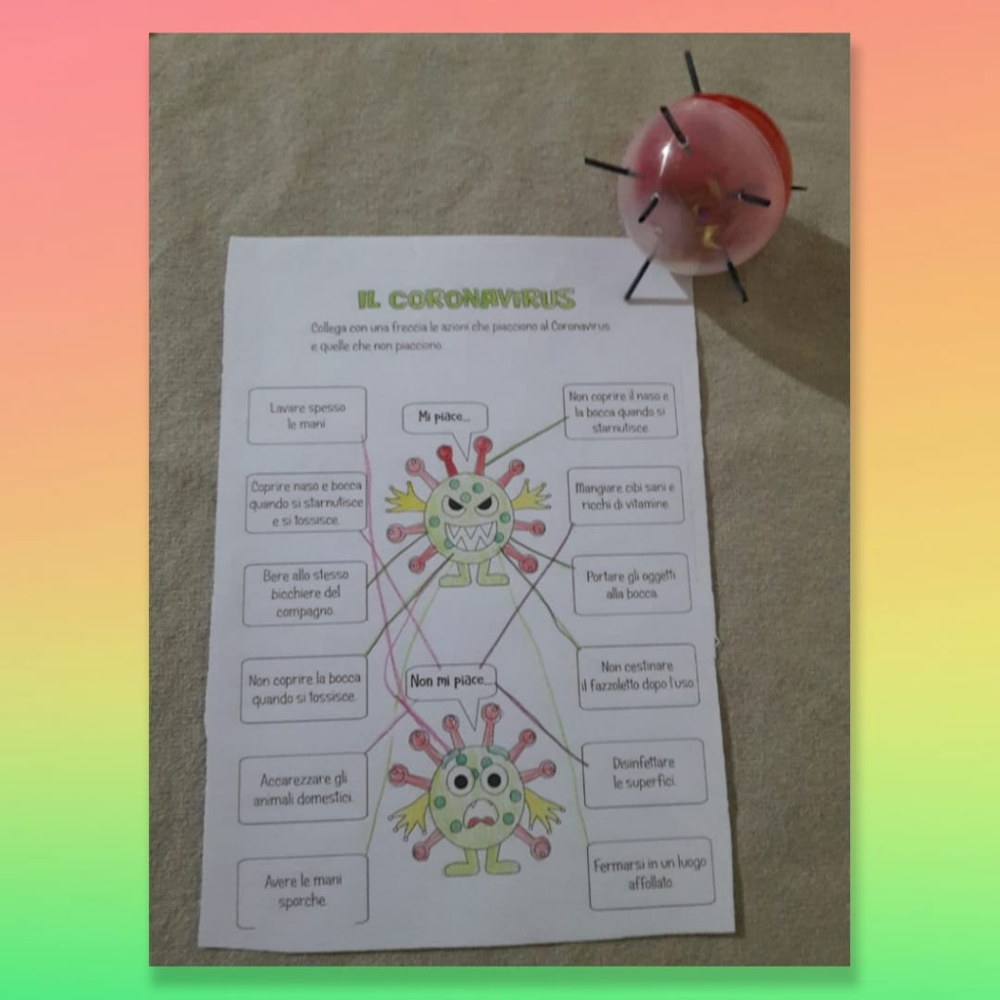 IL CORONAVIRUS
Collega con una freccia le azioni che piacciono al Coronavirus
e quelle che non piacciono.
Lavare spesso
le mani
Mi piace...
Non coprire il naso e
la bocca quando si
starnutisce.
Coprire naso e bocca
quando si starnutisce
e si tossisce.
Mangiare cibi sani e
ricchi di vitamine.
Bere allo stesso
bicchiere del
compagno.
Portare gli oggetti
alla bocca.
Non coprire la bocca
quando si tossisce.
Non mi piace...
Non cestinare
il fazzoletto dopo l'uso.
Accarezzare gli
animali domestici.
Disinfettare
le superfici.
Avere le mani
sporche.
Fermarsi in un luogo
affollato.